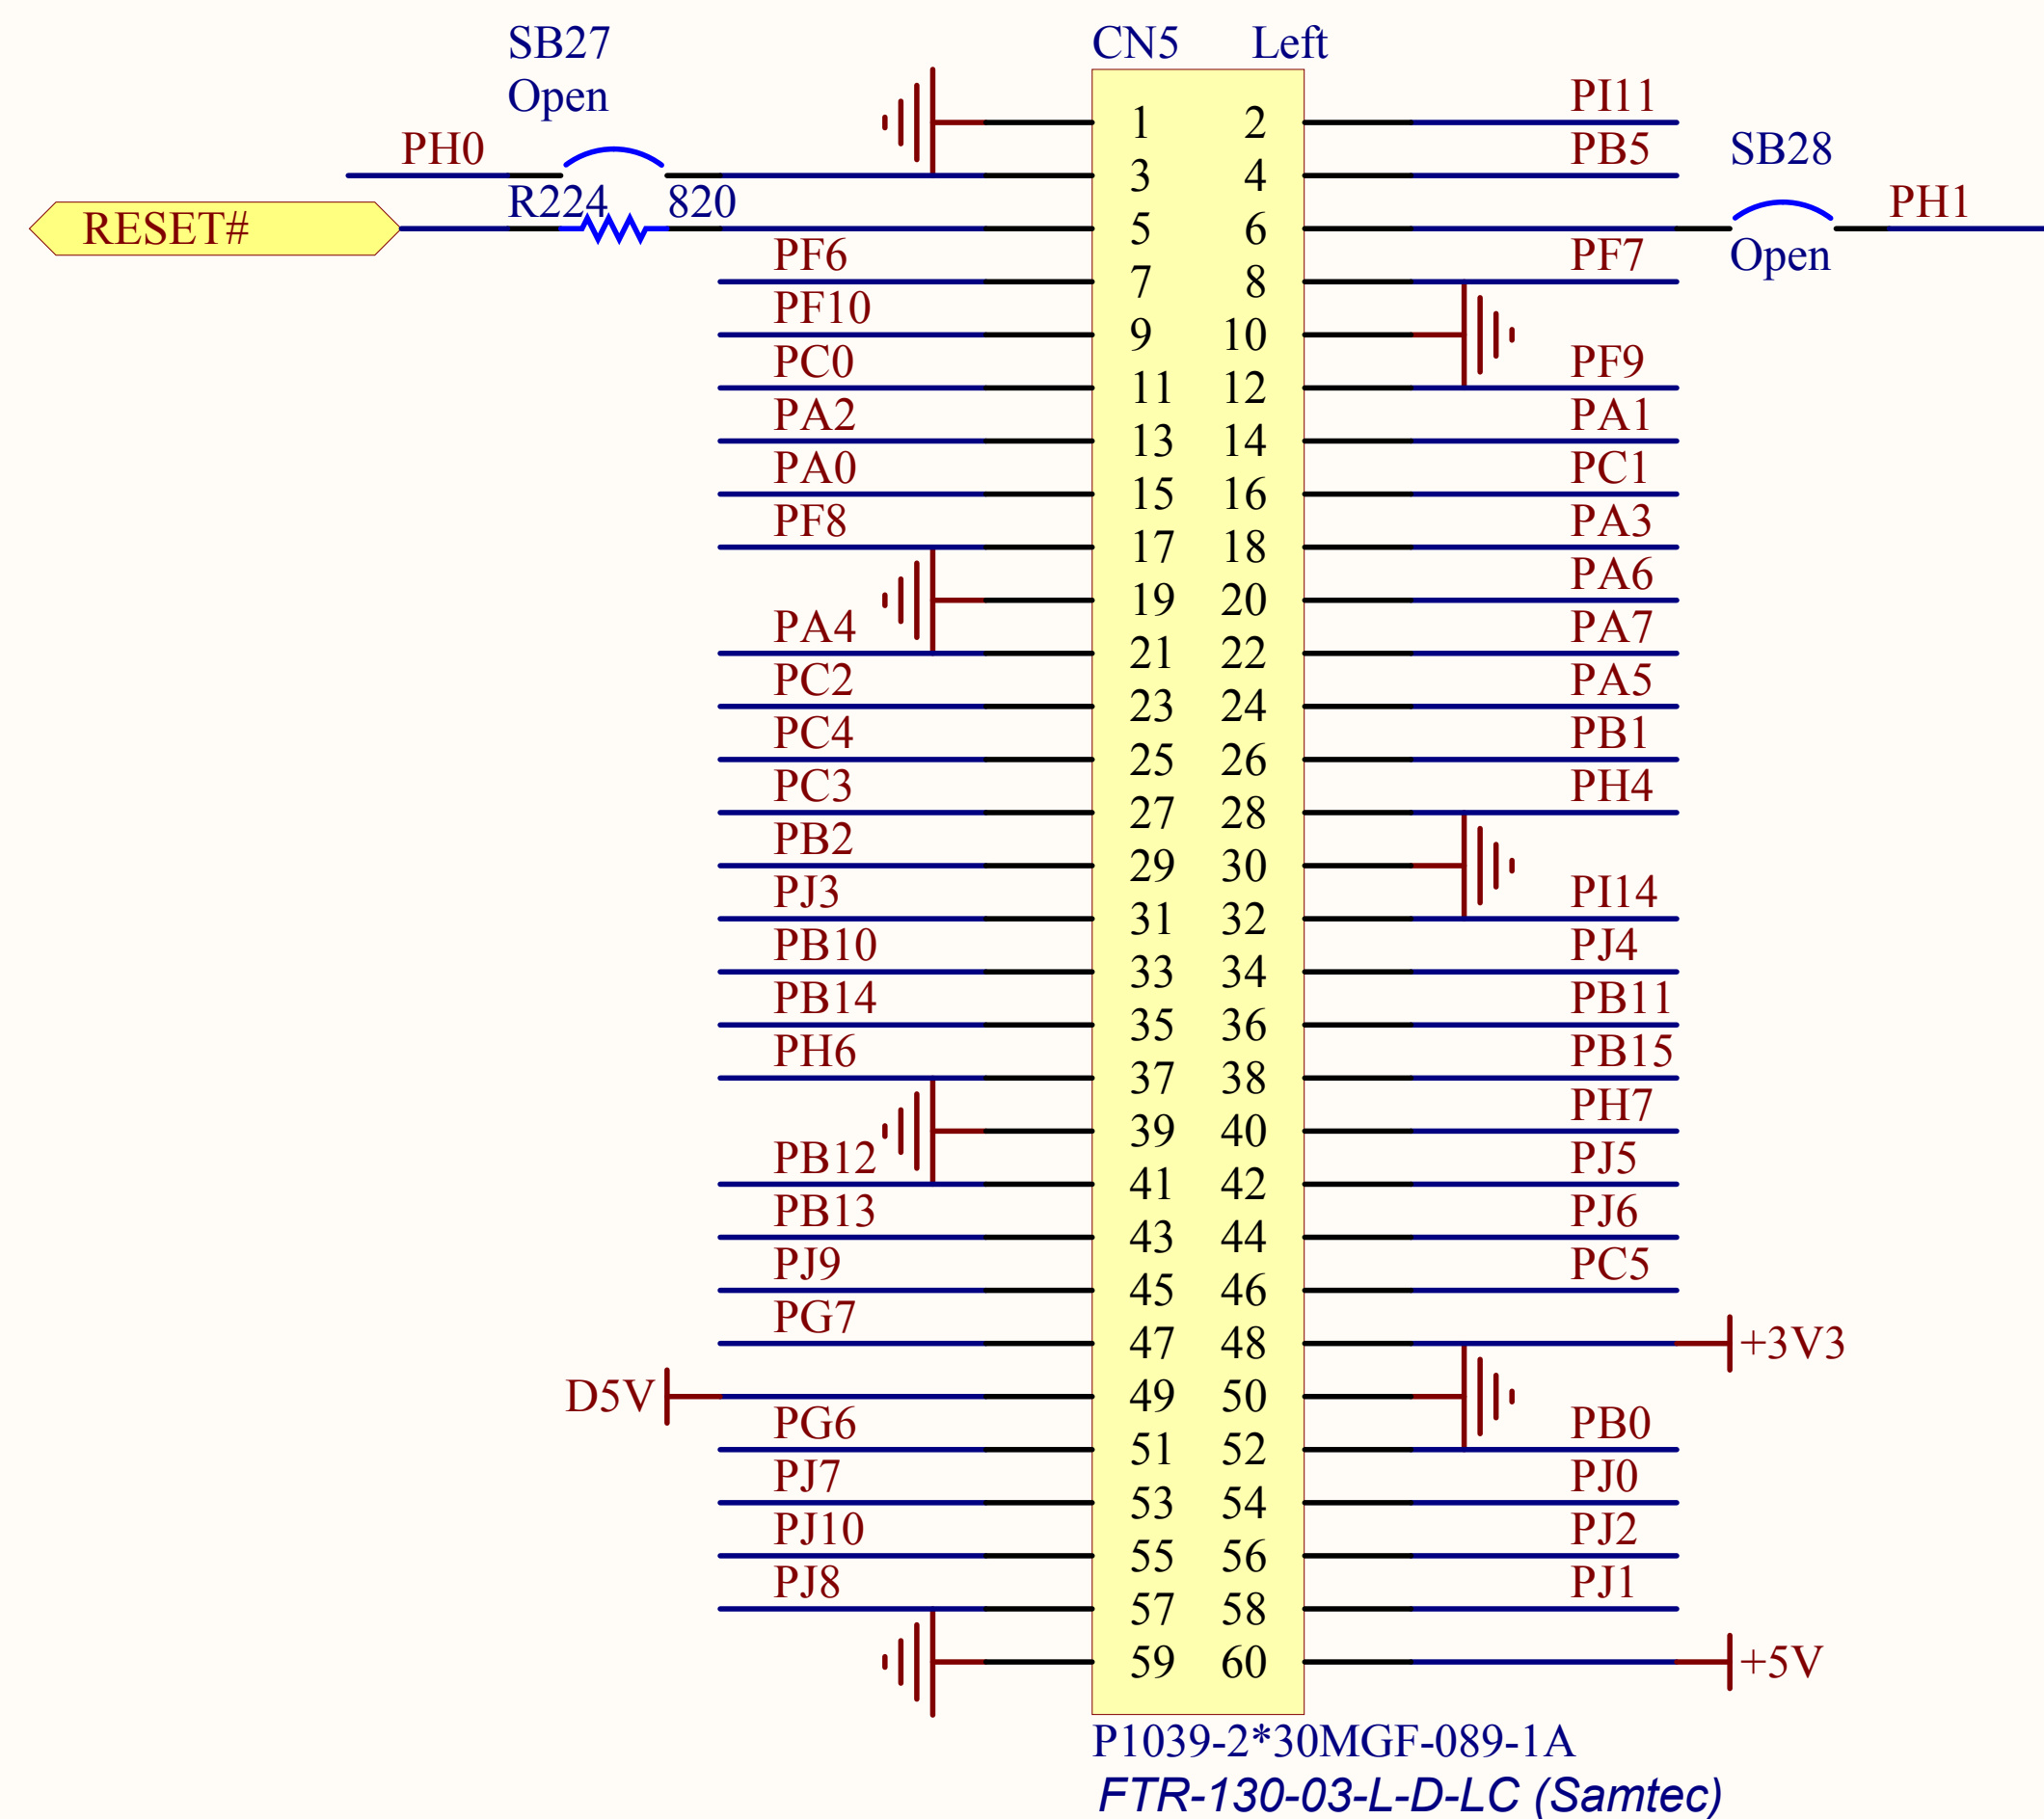 SB27 CN5 Left
Open PI11
PH0 1 2 PB5 SB28
R224 820 3 4 PH1
RESET# 5 6 Open
PF6 PF7
7 8
PF10
9 10
PC0 PF9
11 12
PA2 PA1
13 14
PA0 PC1
15 16
PF8 PA3
17 18
PA6
19 20
PA4 PA7
21 22
PC2 PA5
23 24
PC4 PB1
25 26
PC3 PH4
27 28
PB2
29 30
PJ3 PI14
31 32
PB10 PJ4
33 34
PB14 PB11
35 36
PH6 PB15
37 38
PH7
39 40
PB12 PJ5
41 42
PB13 PJ6
43 44
PJ9 PC5
45 46
PG7
47 48 +3V3
D5V 49 50
PG6 PB0
51 52
PJ7 PJ0
53 54
PJ10 PJ2
55 56
PJ8 PJ1
57 58
59 60 +5V
P1039-2*30MGF-089-1A
FTR-130-03-L-D-LC (Samtec)